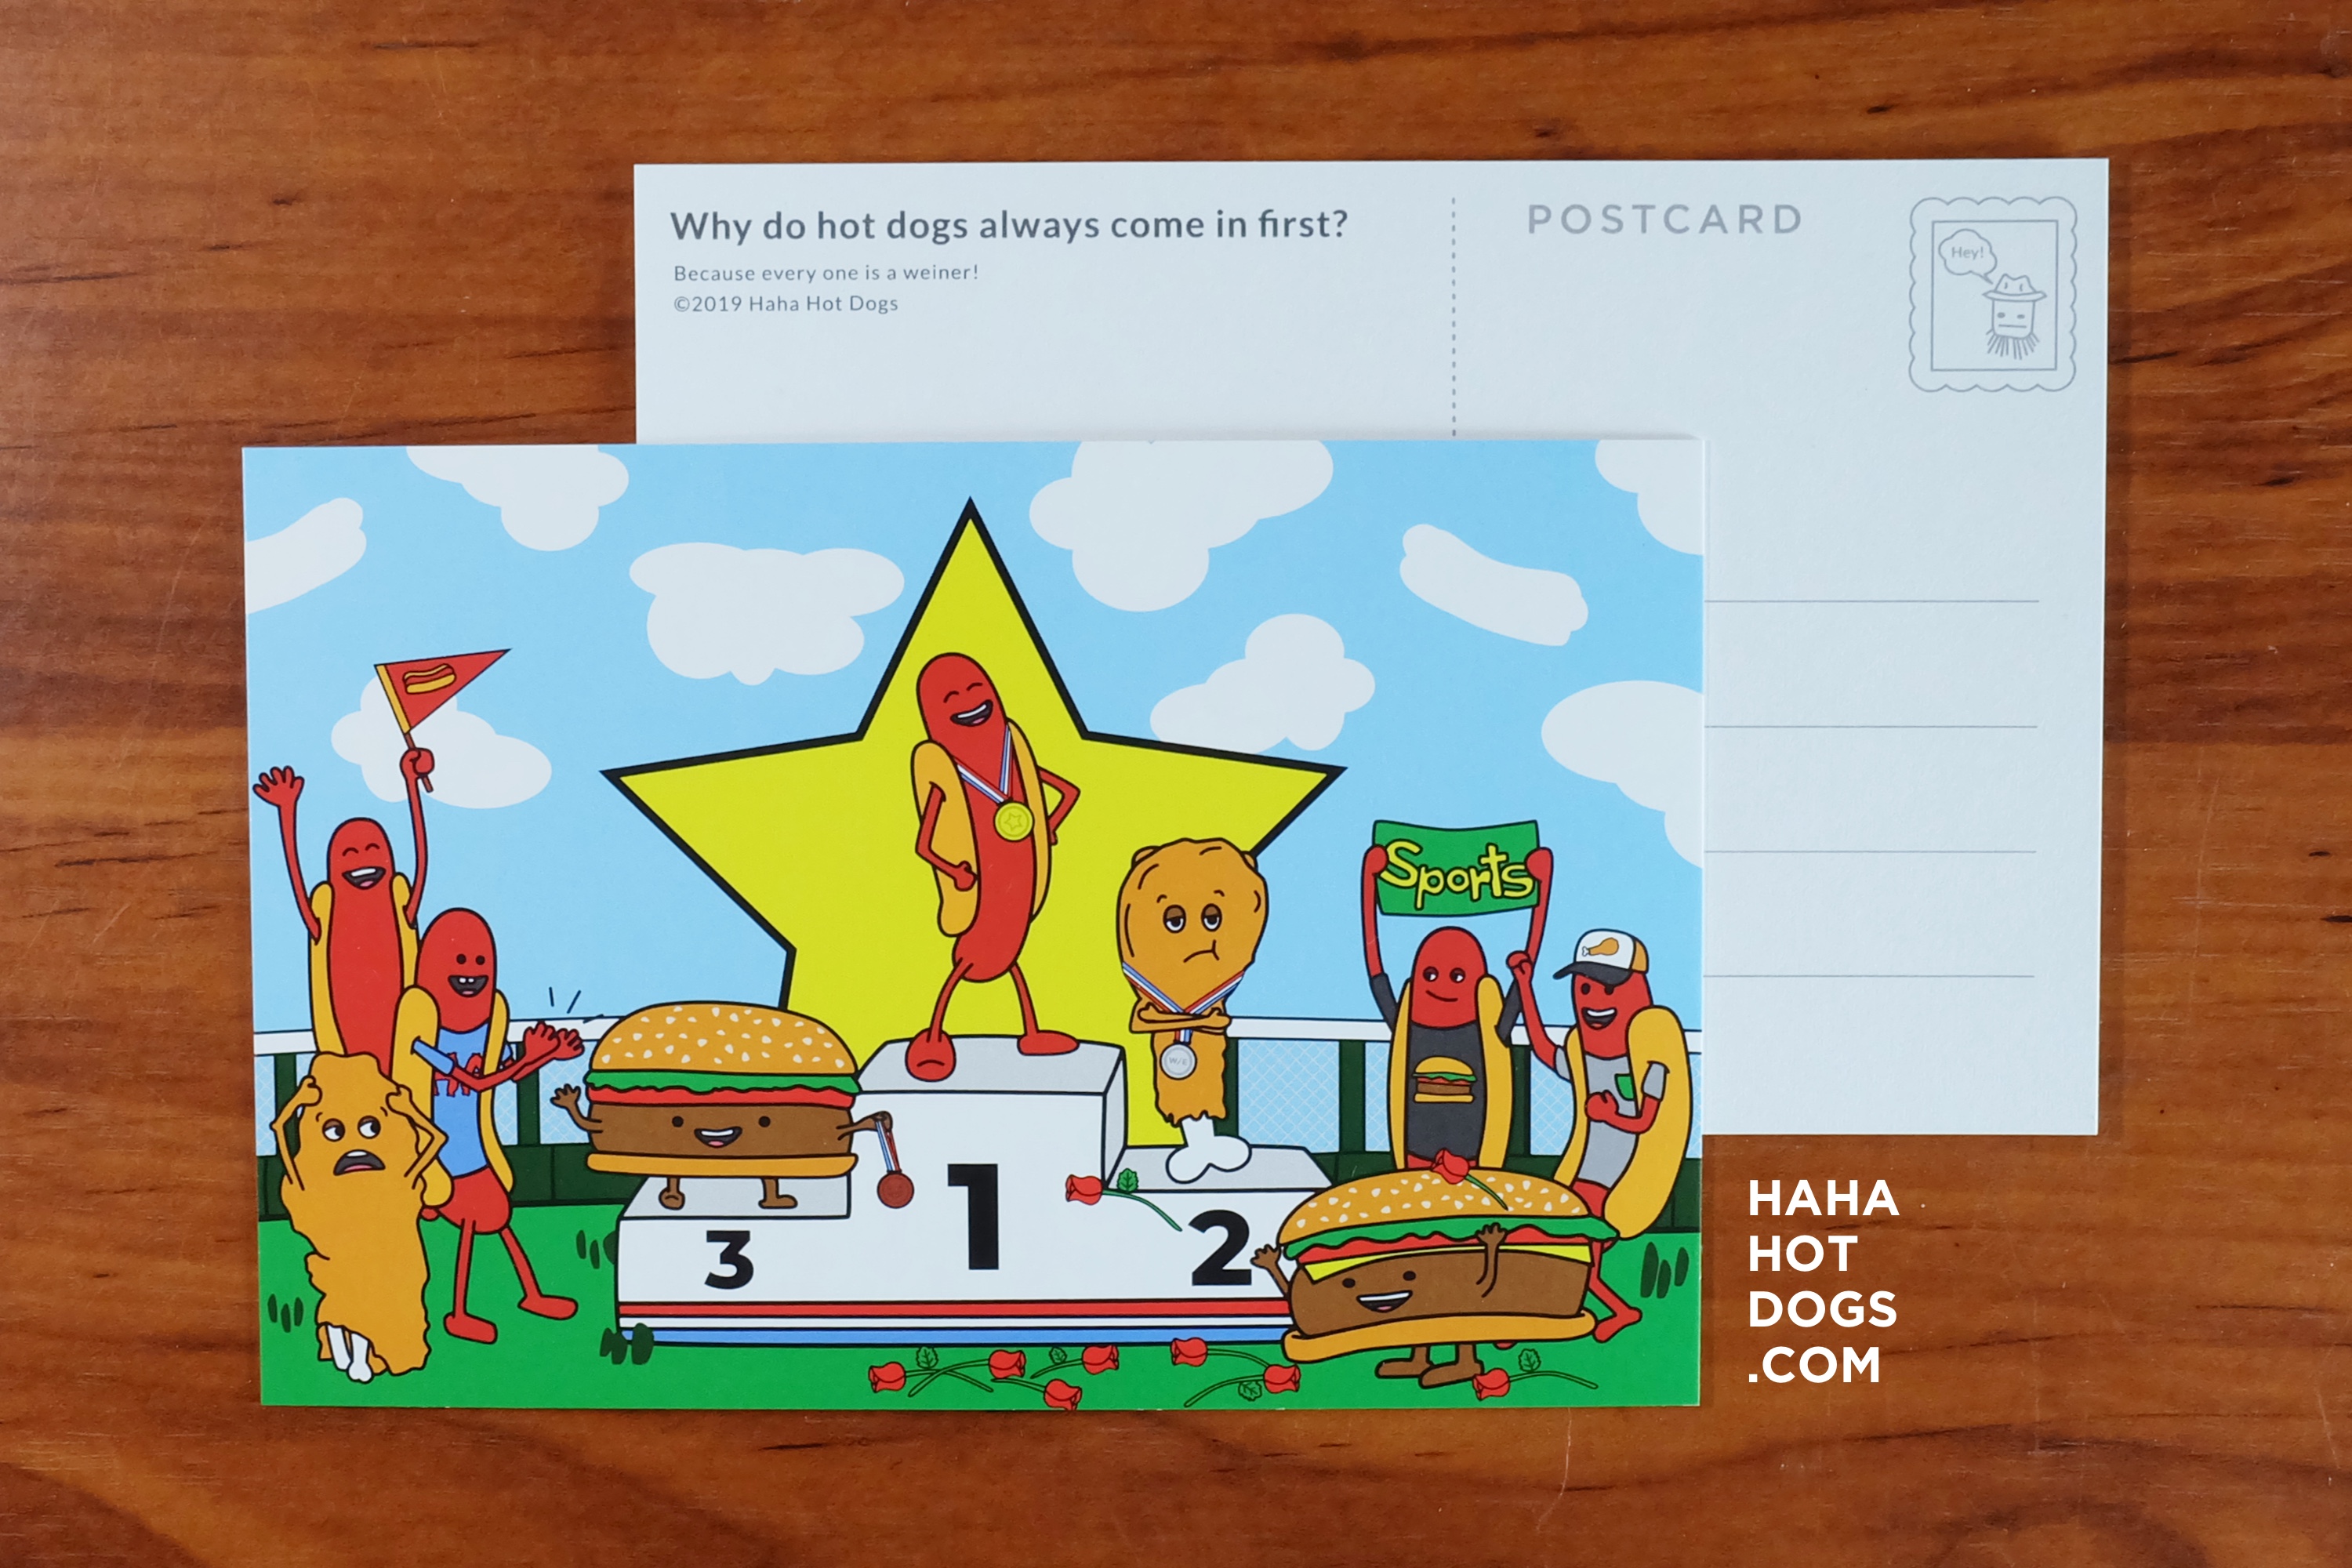 Why do hot dogs always come in first?
Because every one is a weiner!
©2019 Haha Hot Dogs
POSTCARD
Hey!
Sports
1
2
3
HAHA
HOT
DOGS
.COM